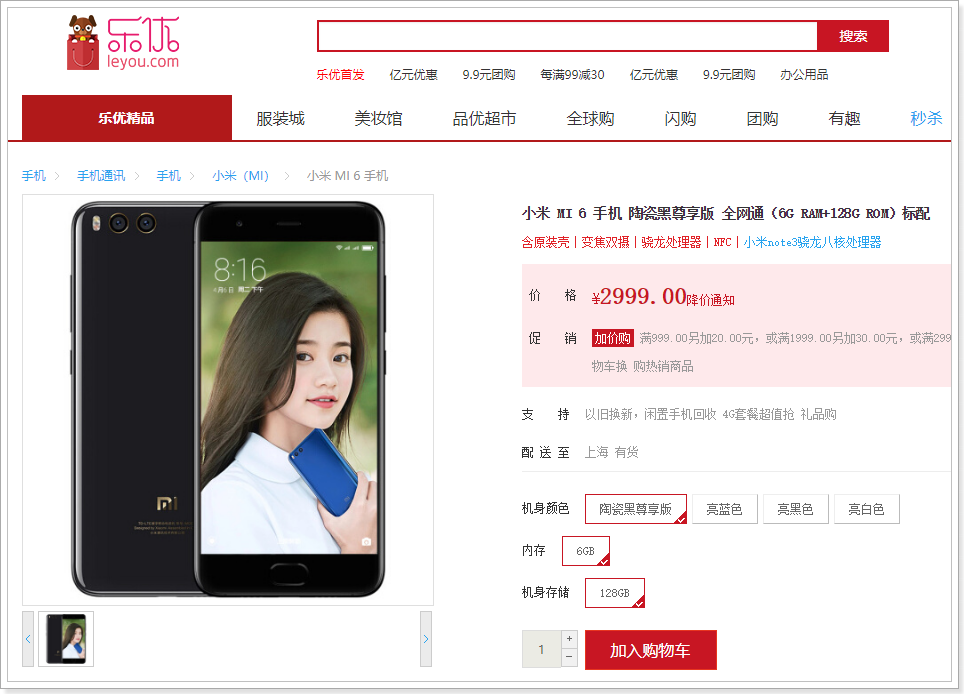 乐优
leyou.com
搜索
乐优首发 亿元优惠 9.9元团购 每满99减30 亿元优惠 9.9元团购 办公用品
乐优精品 服装城 美妆馆 品优超市 全球购 闪购 团购 有趣 秒杀
手机 > 手机通讯 > 手机 > 小米（MI） > 小米 MI 6 手机
8:16
mi
小米 MI 6 手机 陶瓷黑尊享版 全网通（6G RAM+128G ROM）标配
含原装壳丨变焦双摄丨骁龙处理器丨NFC丨小米note3骁龙八核处理器
价 格 ¥2999.00降价通知
促 销 加价购 满999.00另加20.00元，或满1999.00另加30.00元，或满299
物车换 购热销商品
支 持 以旧换新，闲置手机回收 4G套餐超值抢 礼品购
配 送 至 上海 有货
机身颜色 陶瓷黑尊享版 亮蓝色 亮黑色 亮白色
内存 6GB
机身存储 128GB
< >
1 + - 加入购物车